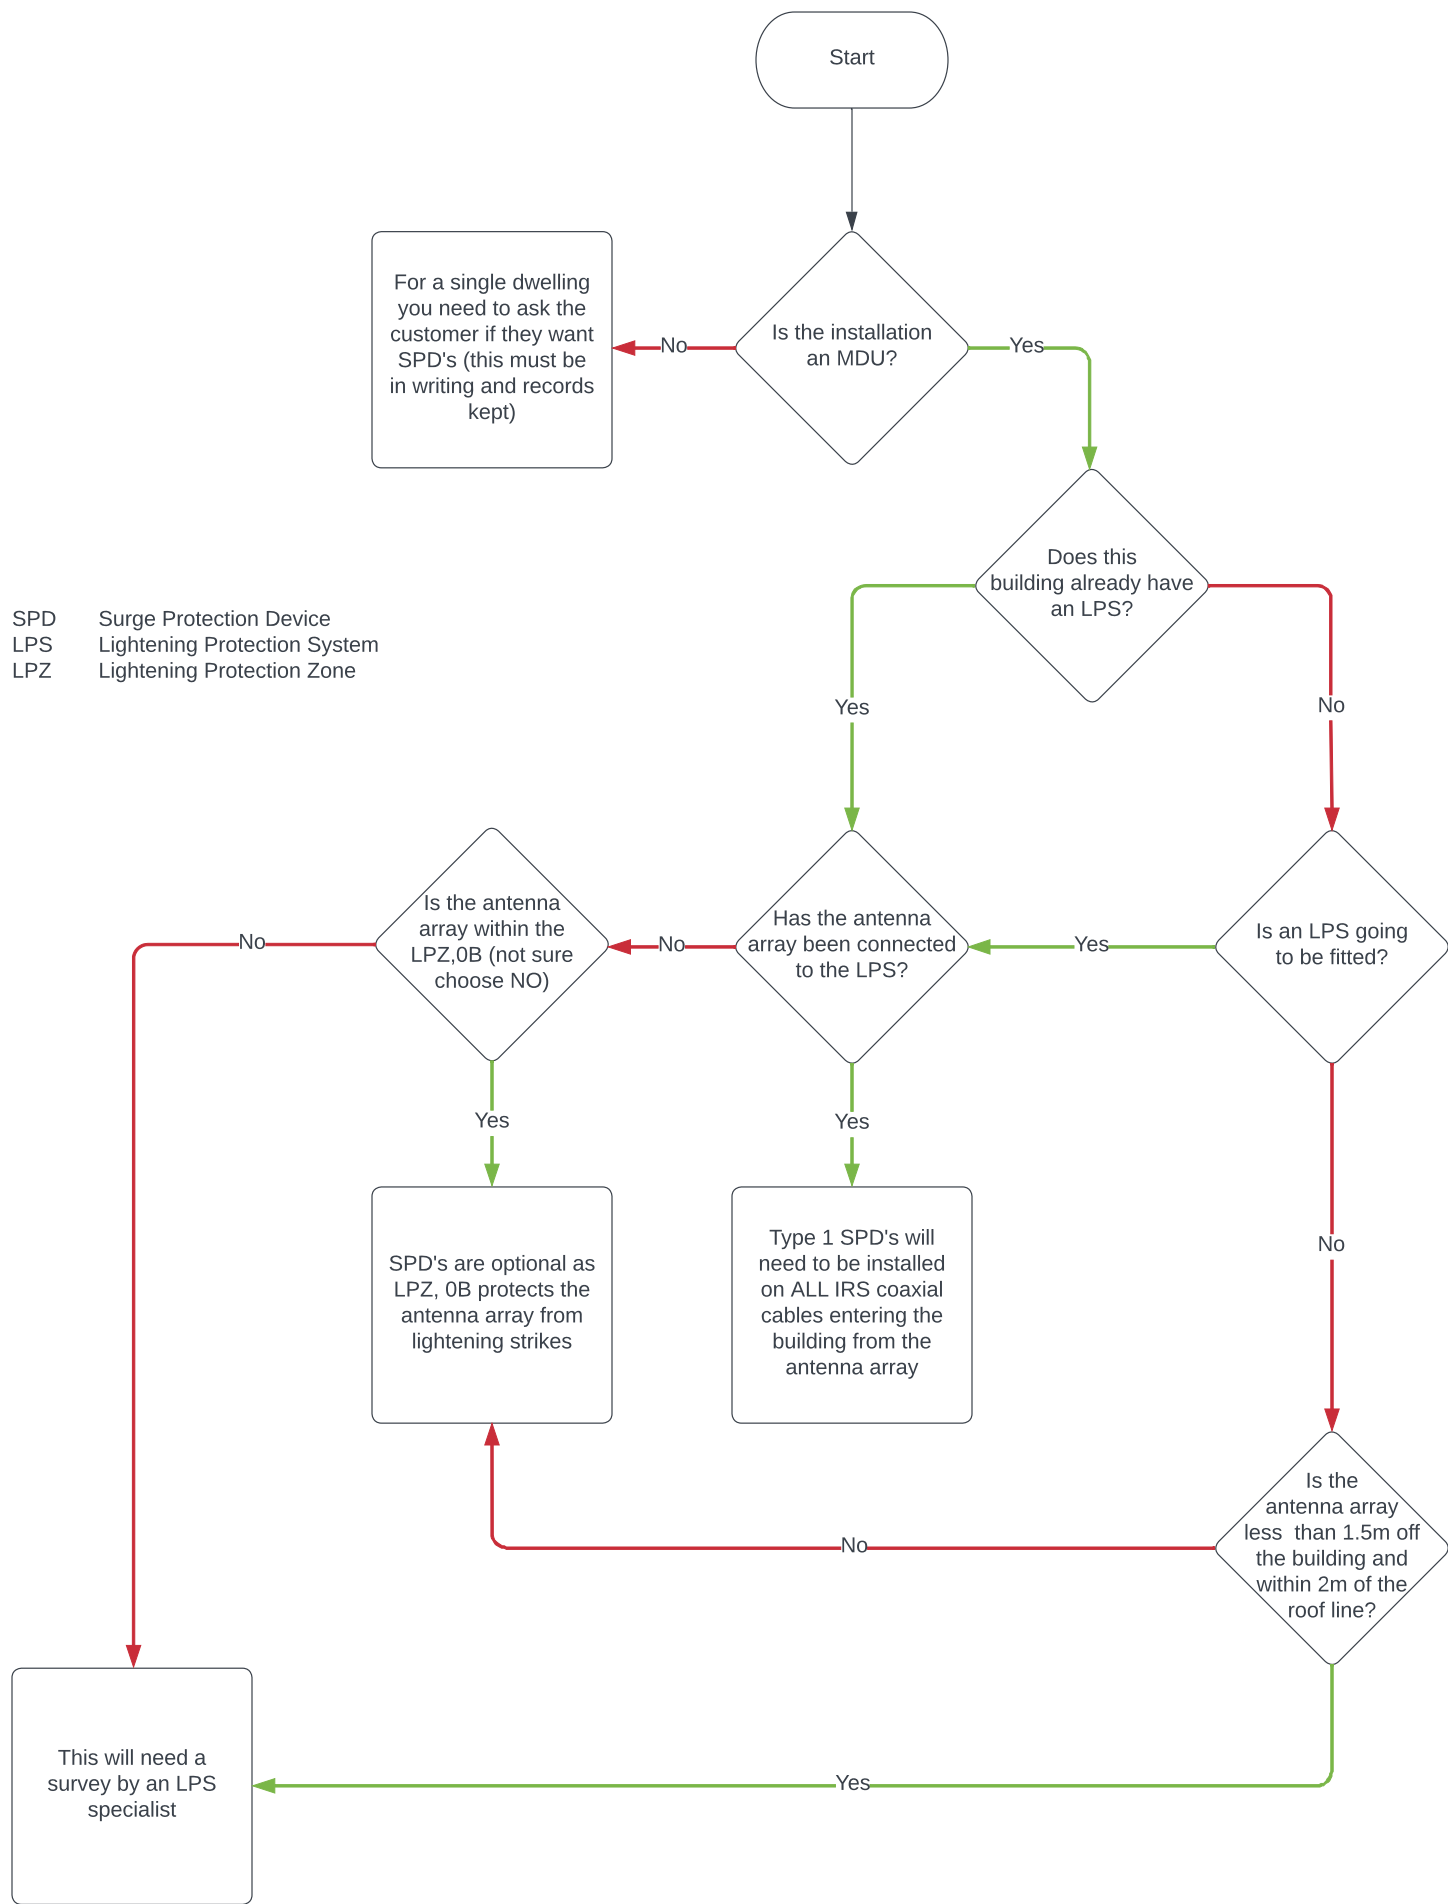 Start
For a single dwelling
you need to ask the
customer if they want
SPD's (this must be
in writing and records
kept)
No
Is the installation
an MDU?
Yes
Does this
building already have
an LPS?
SPD Surge Protection Device
LPS Lightening Protection System
LPZ Lightening Protection Zone
Yes
No
No
Is the antenna
array within the
LPZ,0B (not sure
choose NO)
No
Has the antenna
array been connected
to the LPS?
Yes
Is an LPS going
to be fitted?
Yes
Yes
SPD's are optional as
LPZ, 0B protects the
antenna array from
lightening strikes
Type 1 SPD's will
need to be installed
on ALL IRS coaxial
cables entering the
building from the
antenna array
No
No
Is the
antenna array
less  than 1.5m off
the building and
within 2m of the
roof line?
This will need a
survey by an LPS
specialist
Yes